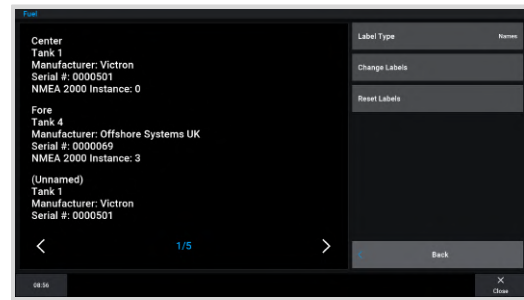 Fuel
Center
Tank 1
Manufacturer: Victron
Serial #: 0000501
NMEA 2000 Instance: 0
Fore
Tank 4
Manufacturer: Offshore Systems UK
Serial #: 0000069
NMEA 2000 Instance: 3
(Unnamed)
Tank 1
Manufacturer: Victron
Serial #: 0000501
1/5
Label Type Names
Change Labels
Reset Labels
Back
08:56
Close